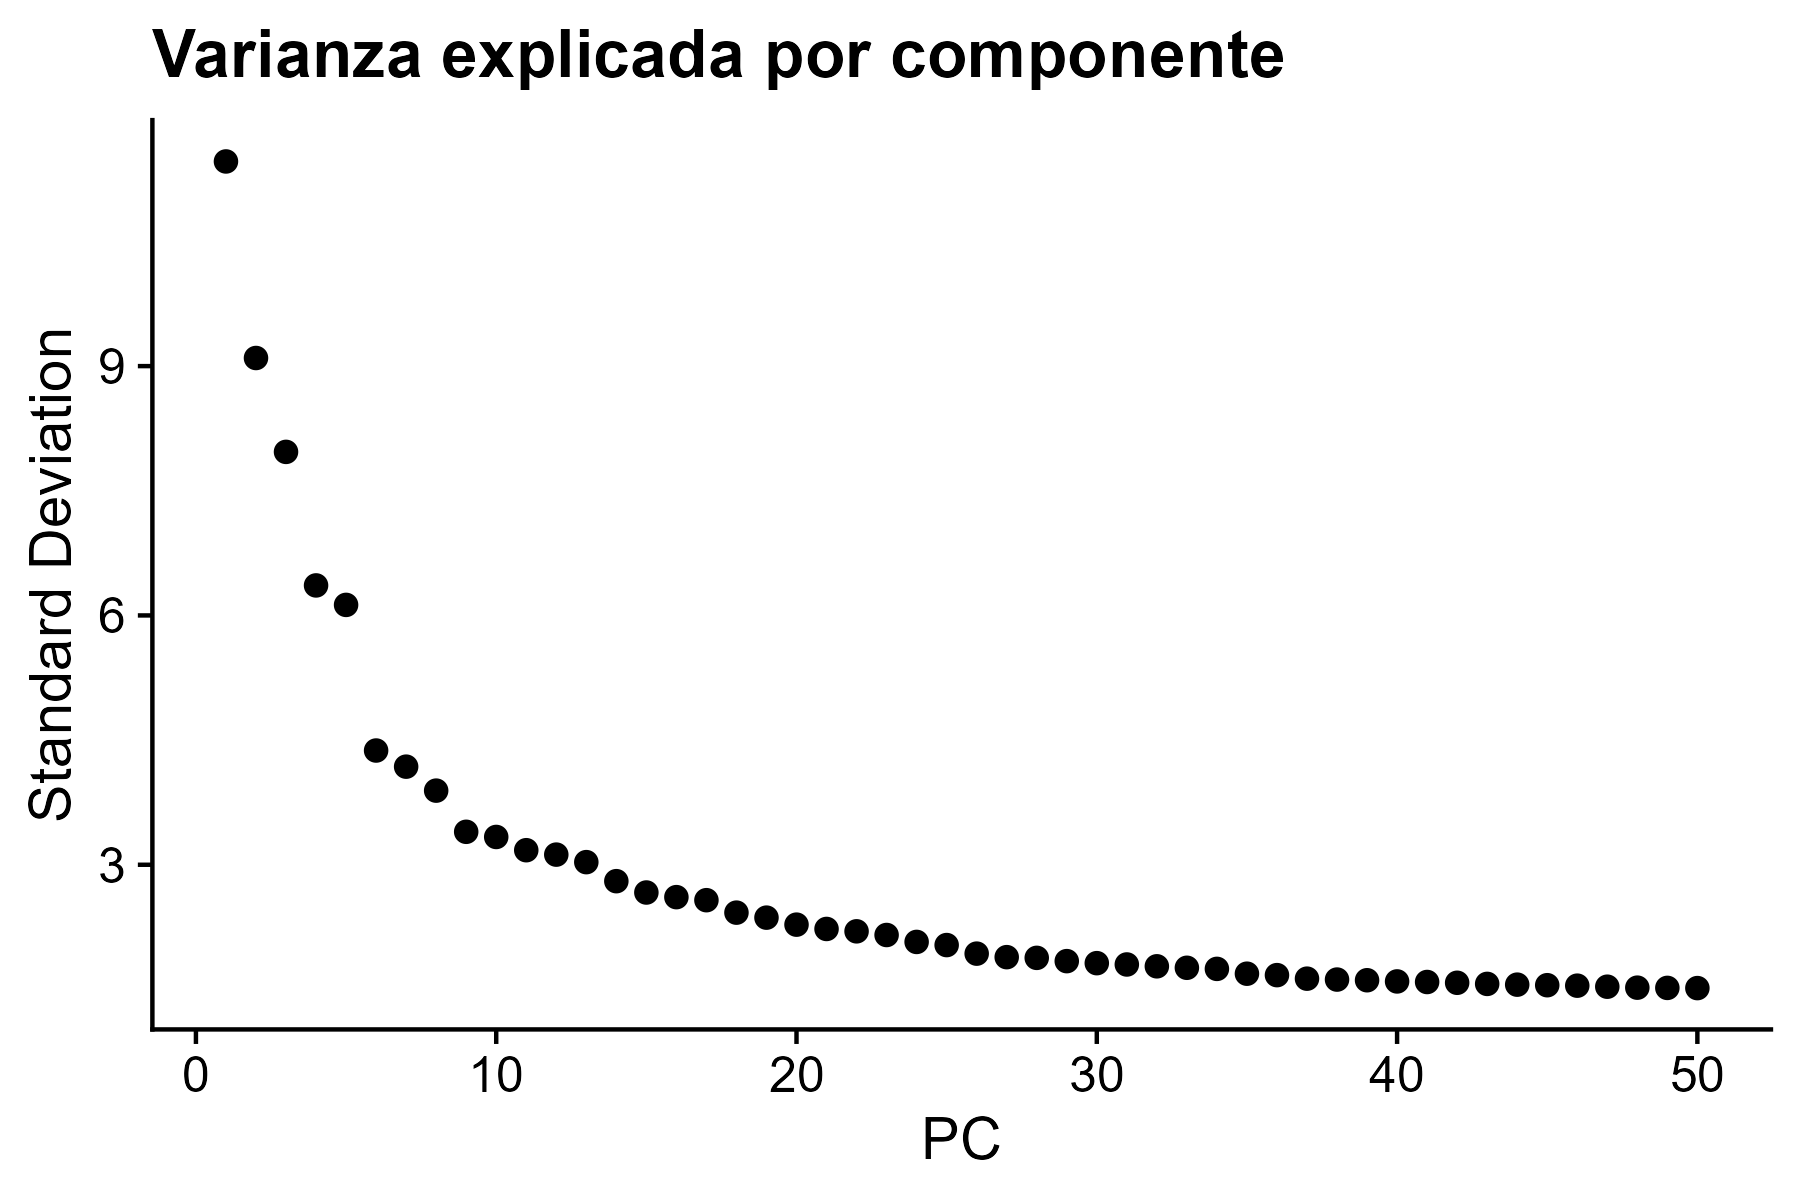 Varianza explicada por componente
Standard Deviation
9
6
3
0 10 20 30 40 50
PC